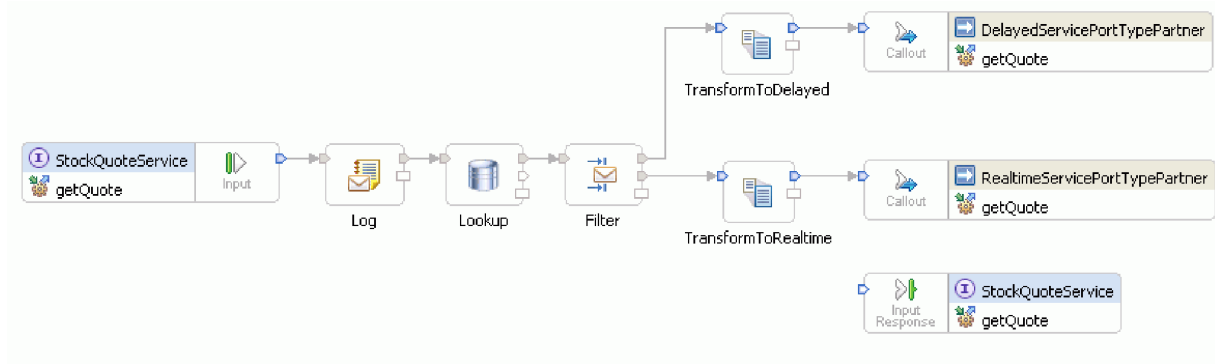 DelayedServicePortTypePartner
Callout
getQuote
TransformToDelayed
StockQuoteService
getQuote
Input
Log
Lookup
Filter
RealtimeServicePortTypePartner
Callout
getQuote
TransformToRealtime
StockQuoteService
Input
Response
getQuote